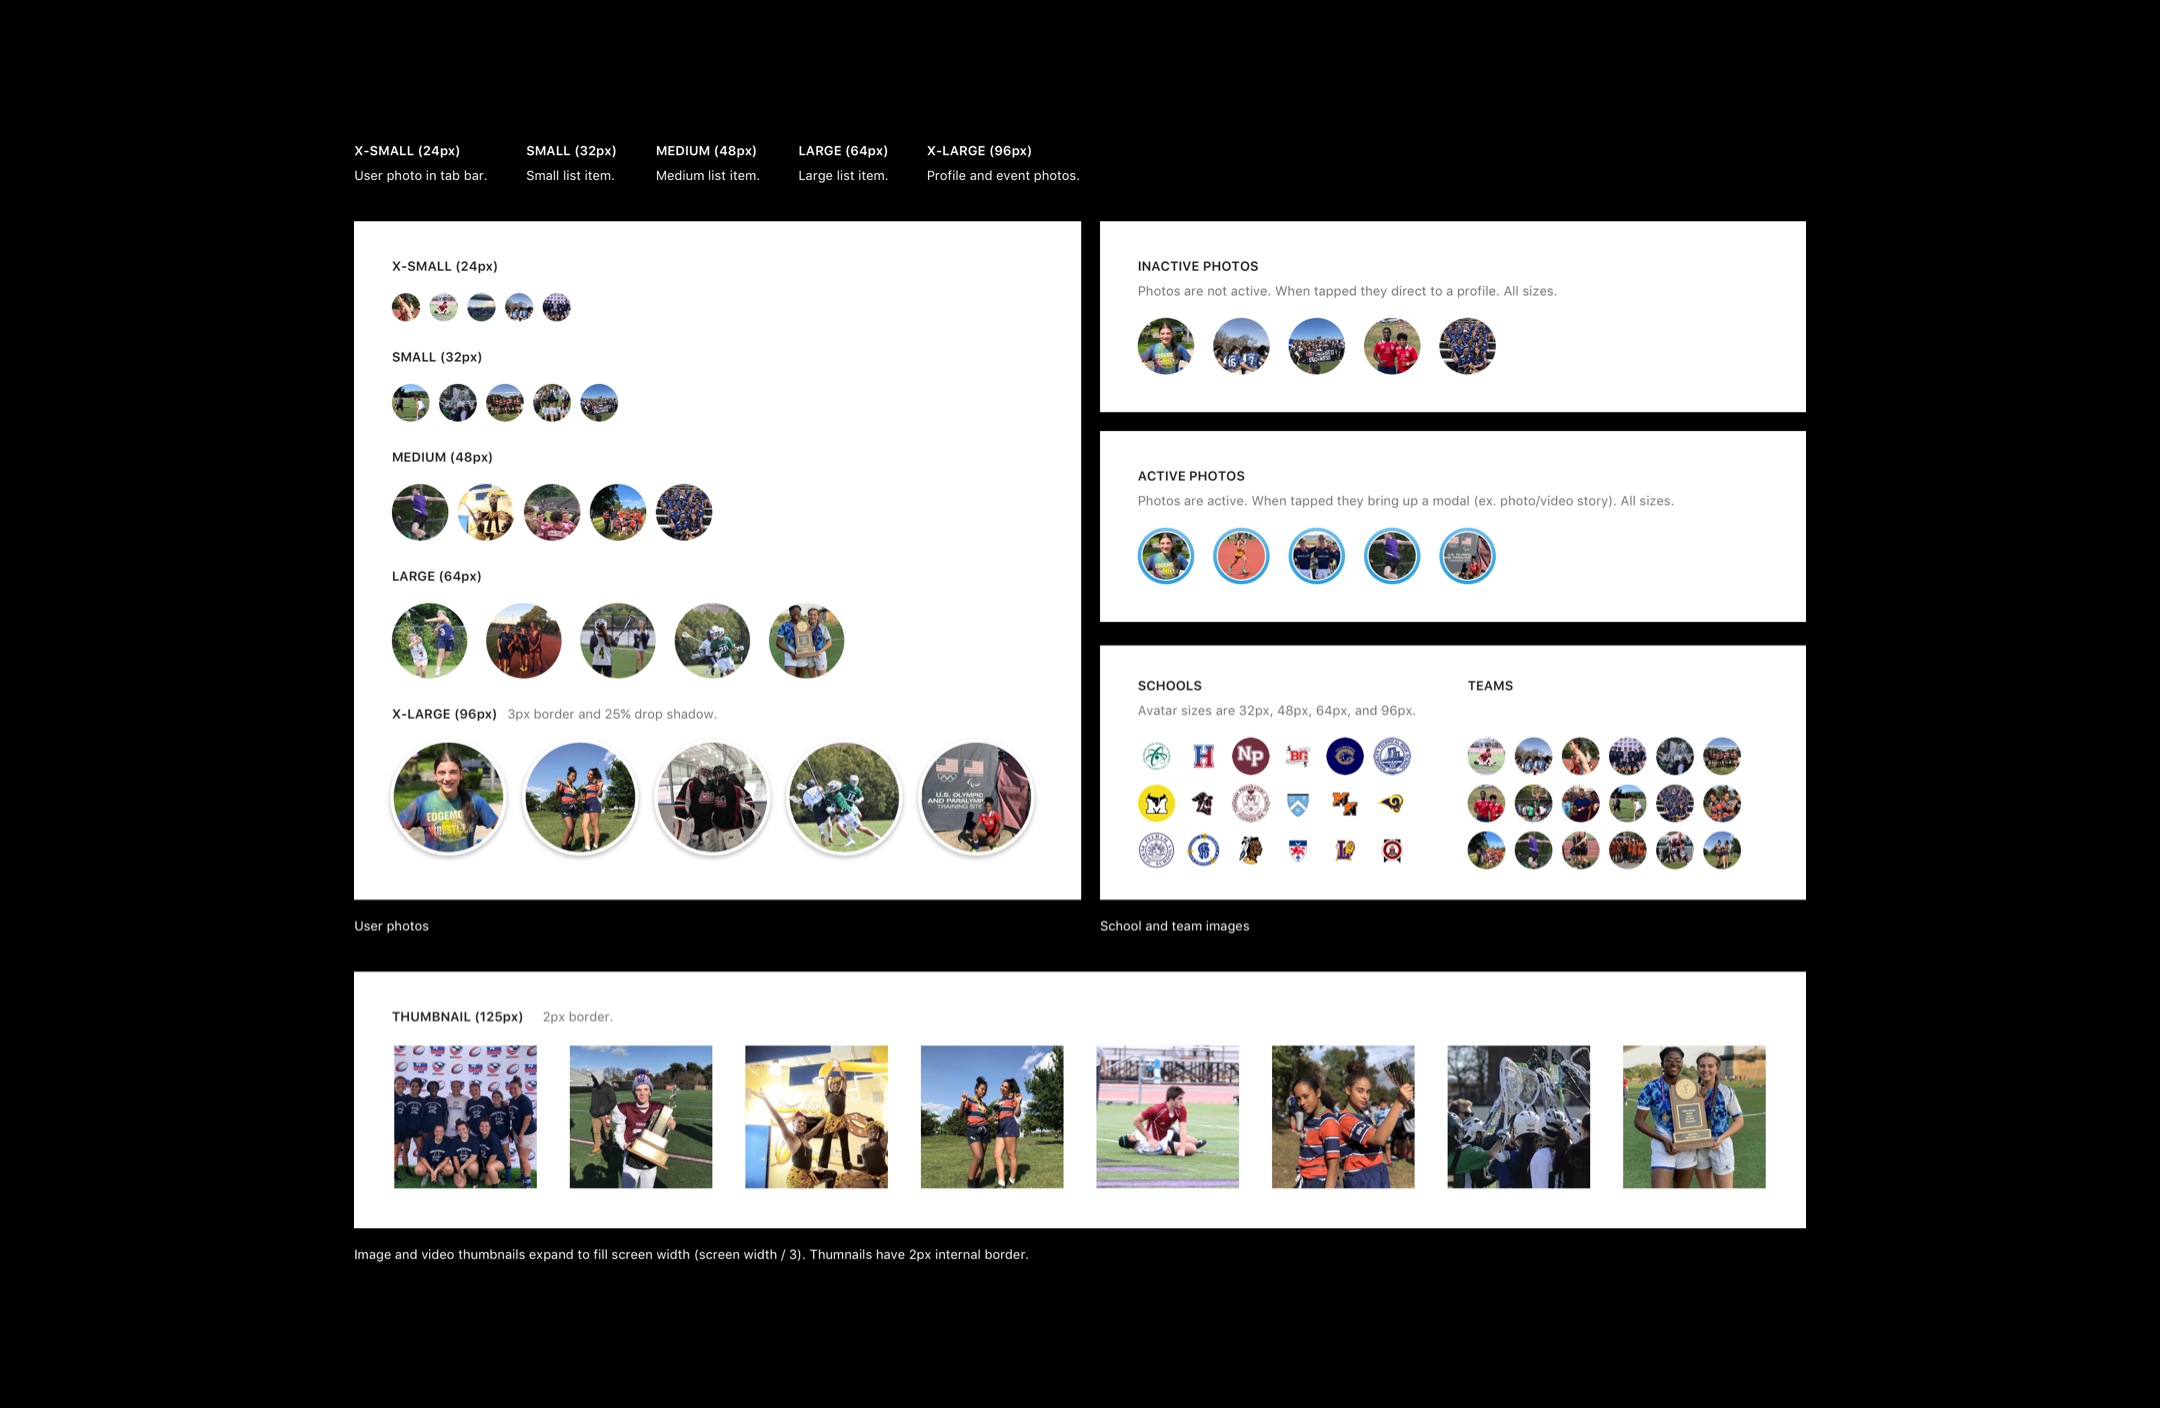 X-SMALL (24px)
User photo in tab bar.
SMALL (32px)
Small list item.
MEDIUM (48px)
Medium list item.
LARGE (64px)
Large list item.
X-LARGE (96px)
Profile and event photos.
X-SMALL (24px)
SMALL (32px)
MEDIUM (48px)
LARGE (64px)
X-LARGE (96px) 3px border and 25% drop shadow.
EDGEMO
WRESTLE
U.S. OLYMPIC
AND PARALYMP
TRAINING SITE
User photos
INACTIVE PHOTOS
Photos are not active. When tapped they direct to a profile. All sizes.
ACTIVE PHOTOS
Photos are active. When tapped they bring up a modal (ex. photo/video story). All sizes.
SCHOOLS
Avatar sizes are 32px, 48px, 64px, and 96px.
H
NP
BG
M
TEAMS
School and team images
THUMBNAIL (125px) 2px border.
Image and video thumbnails expand to fill screen width (screen width / 3). Thumnails have 2px internal border.